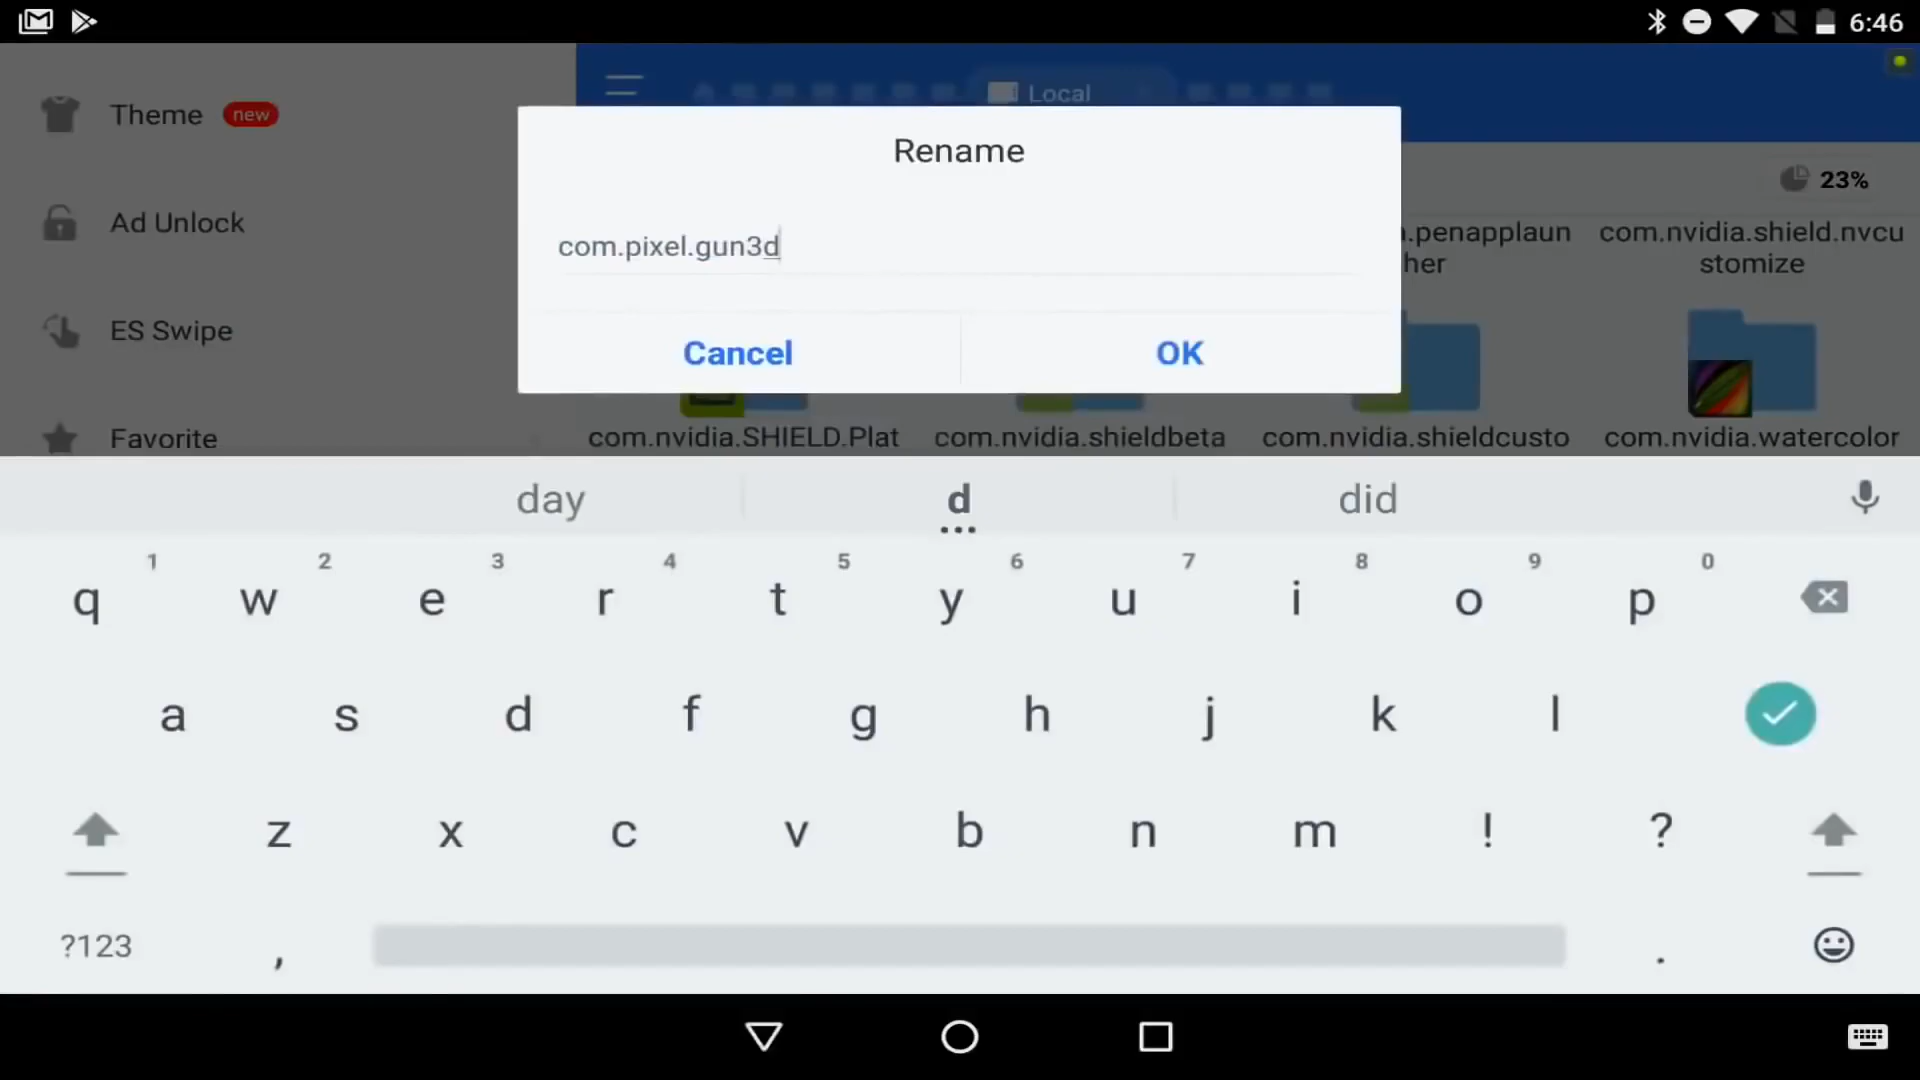 6:46
Theme new
Local
Rename
23%
Ad Unlock
com.pixel.gun3d
.penapplaun
her
com.nvidia.shield.nvcu
stomize
ES Swipe
Cancel
OK
Favorite
com.nvidia.SHIELD.Plat
com.nvidia.shieldbeta
com.nvidia.shieldcusto
com.nvidia.watercolor
day d did
1 2 3 4 5 6 7 8 9 0
q w e r t y u i o p
a s d f g h j k l
z x c v b n m ! ?
?123 , .